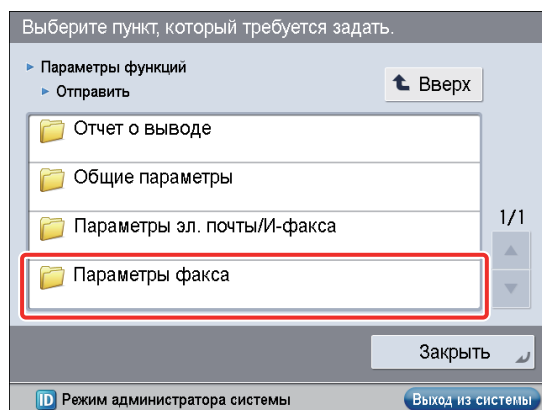 Выберите пункт, который требуется задать.
Параметры функций
Отправить
Вверх
Отчет о выводе
Общие параметры
Параметры эл. почты/И-факса
1/1
Параметры факса
Закрыть
ID Режим администратора системы
Выход из системы